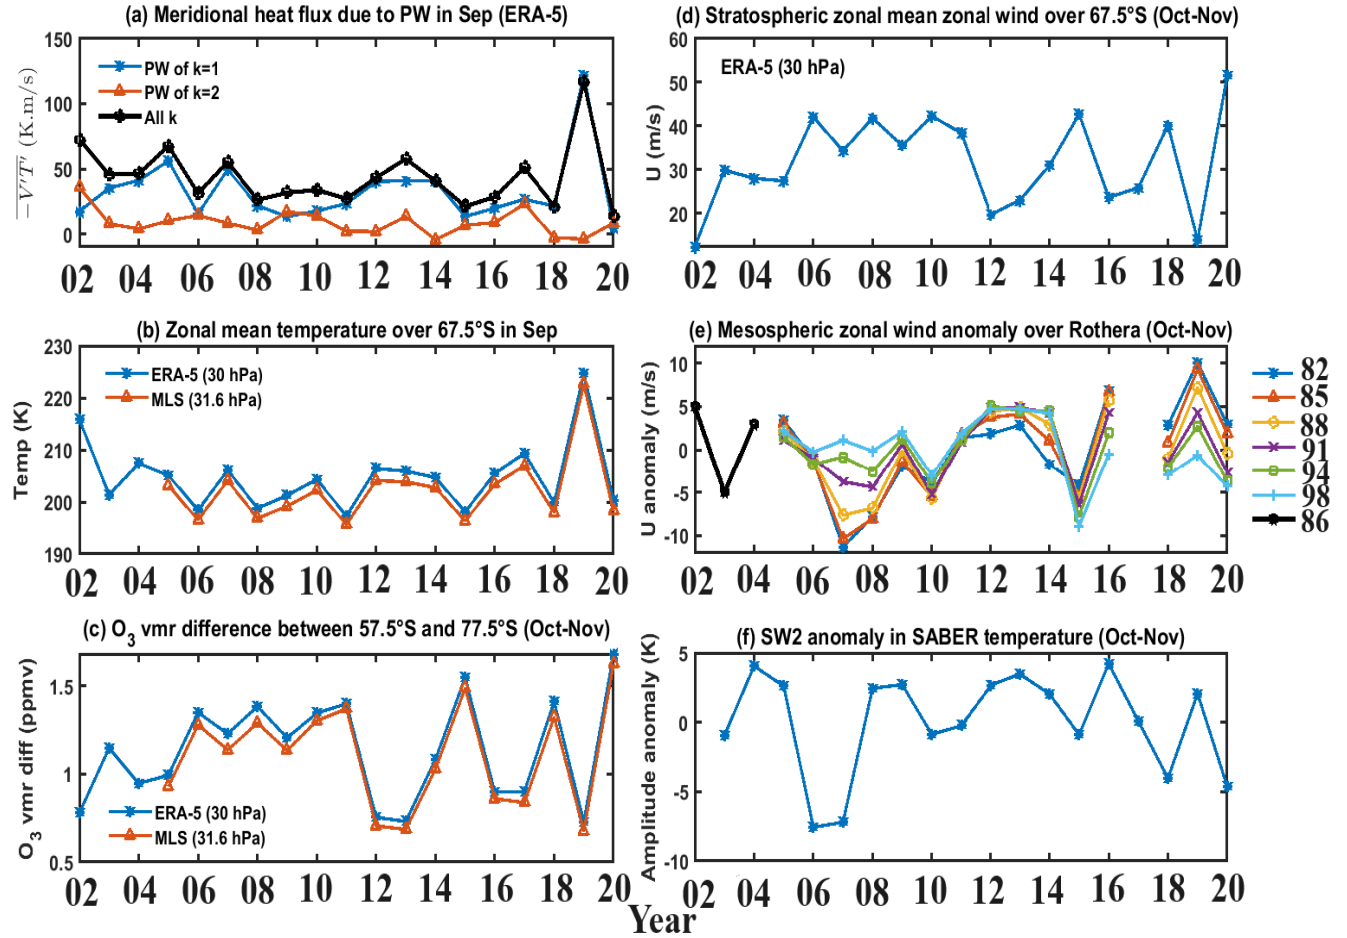 (a) Meridional heat flux due to PW in Sep (ERA-5)
150
100
50
0
−V′T′ (K.m/s)
PW of k=1
PW of k=2
All k
02 04 06 08 10 12 14 16 18 20
(b) Zonal mean temperature over 67.5°S in Sep
230
220
210
200
190
Temp (K)
ERA-5 (30 hPa)
MLS (31.6 hPa)
02 04 06 08 10 12 14 16 18 20
(c) O3 vmr difference between 57.5°S and 77.5°S (Oct-Nov)
1.5
1
0.5
O3 vmr diff (ppmv)
ERA-5 (30 hPa)
MLS (31.6 hPa)
02 04 06 08 10 12 14 16 18 20
(d) Stratospheric zonal mean zonal wind over 67.5°S (Oct-Nov)
60
50
40
30
20
U (m/s)
ERA-5 (30 hPa)
02 04 06 08 10 12 14 16 18 20
(e) Mesospheric zonal wind anomaly over Rothera (Oct-Nov)
10
5
0
-5
-10
U anomaly (m/s)
82
85
88
91
94
98
86
02 04 06 08 10 12 14 16 18 20
(f) SW2 anomaly in SABER temperature (Oct-Nov)
5
0
-5
-10
Amplitude anomaly (K)
02 04 06 08 10 12 14 16 18 20
Year